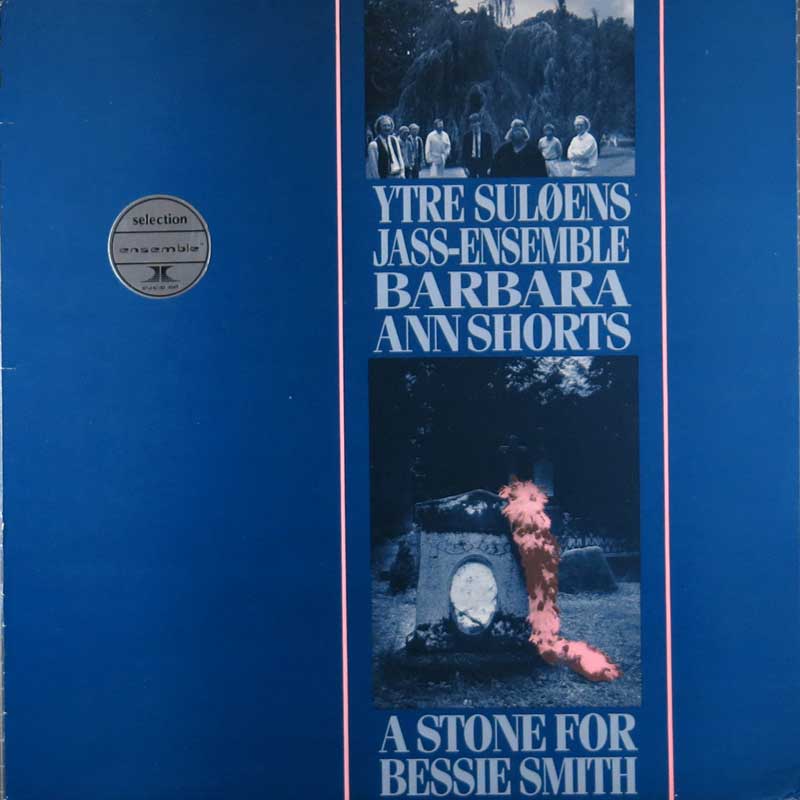 YTRE SULØENS
JASS-ENSEMBLE
BARBARA
ANN SHORTS
selection
ensemble
A STONE FOR
BESSIE SMITH